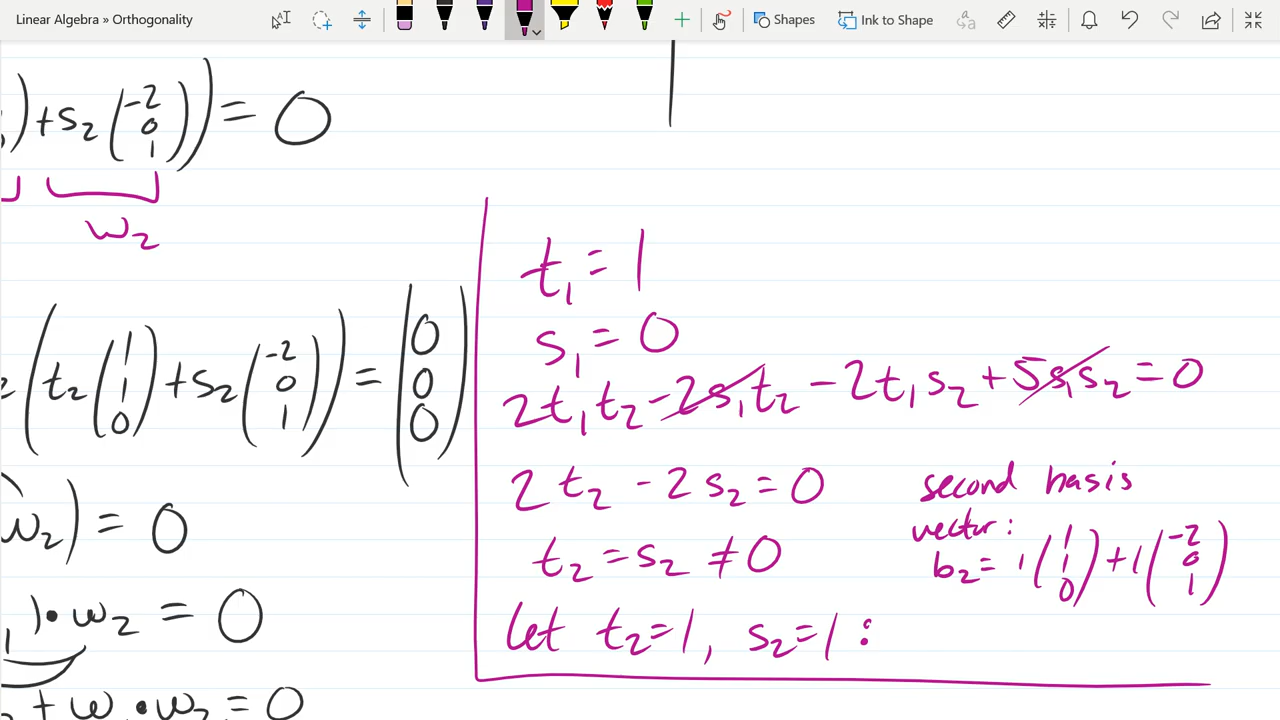 Linear Algebra » Orthogonality
Shapes
Ink to Shape
) + s₂ (-2 0 1)) = 0
w₂
(t₂ (1 1 0) + s₂ (-2 0 1)) = (0 0 0)
w₂) = 0
) • w₂ = 0
+ w • w₂ = 0
t₁ = 1
s₁ = 0
2t₁t₂ - 2s₁t₂ - 2t₁s₂ + 5s₁s₂ = 0
2t₂ - 2s₂ = 0
t₂ = s₂ ≠ 0
let t₂=1, s₂=1 :
second basis
vector:
b₂ = 1 (1 1 0) + 1 (-2 0 1)